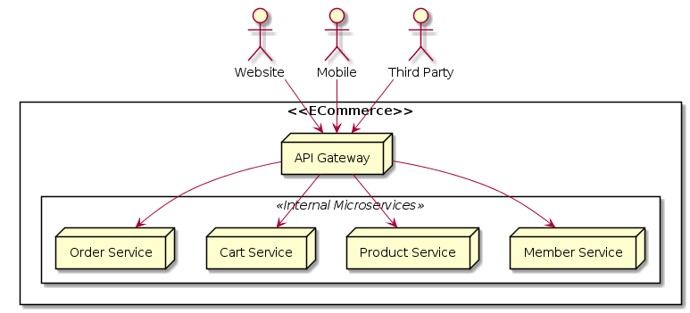 Website Mobile Third Party
<<ECommerce>>
API Gateway
«Internal Microservices»
Order Service Cart Service Product Service Member Service